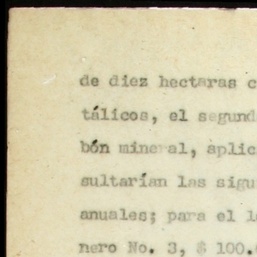 de diez hectaras c
tálicos, el segund
bón mineral, aplic
sultarían las sigu
anuales; para el l
nero No. 3, $ 100.